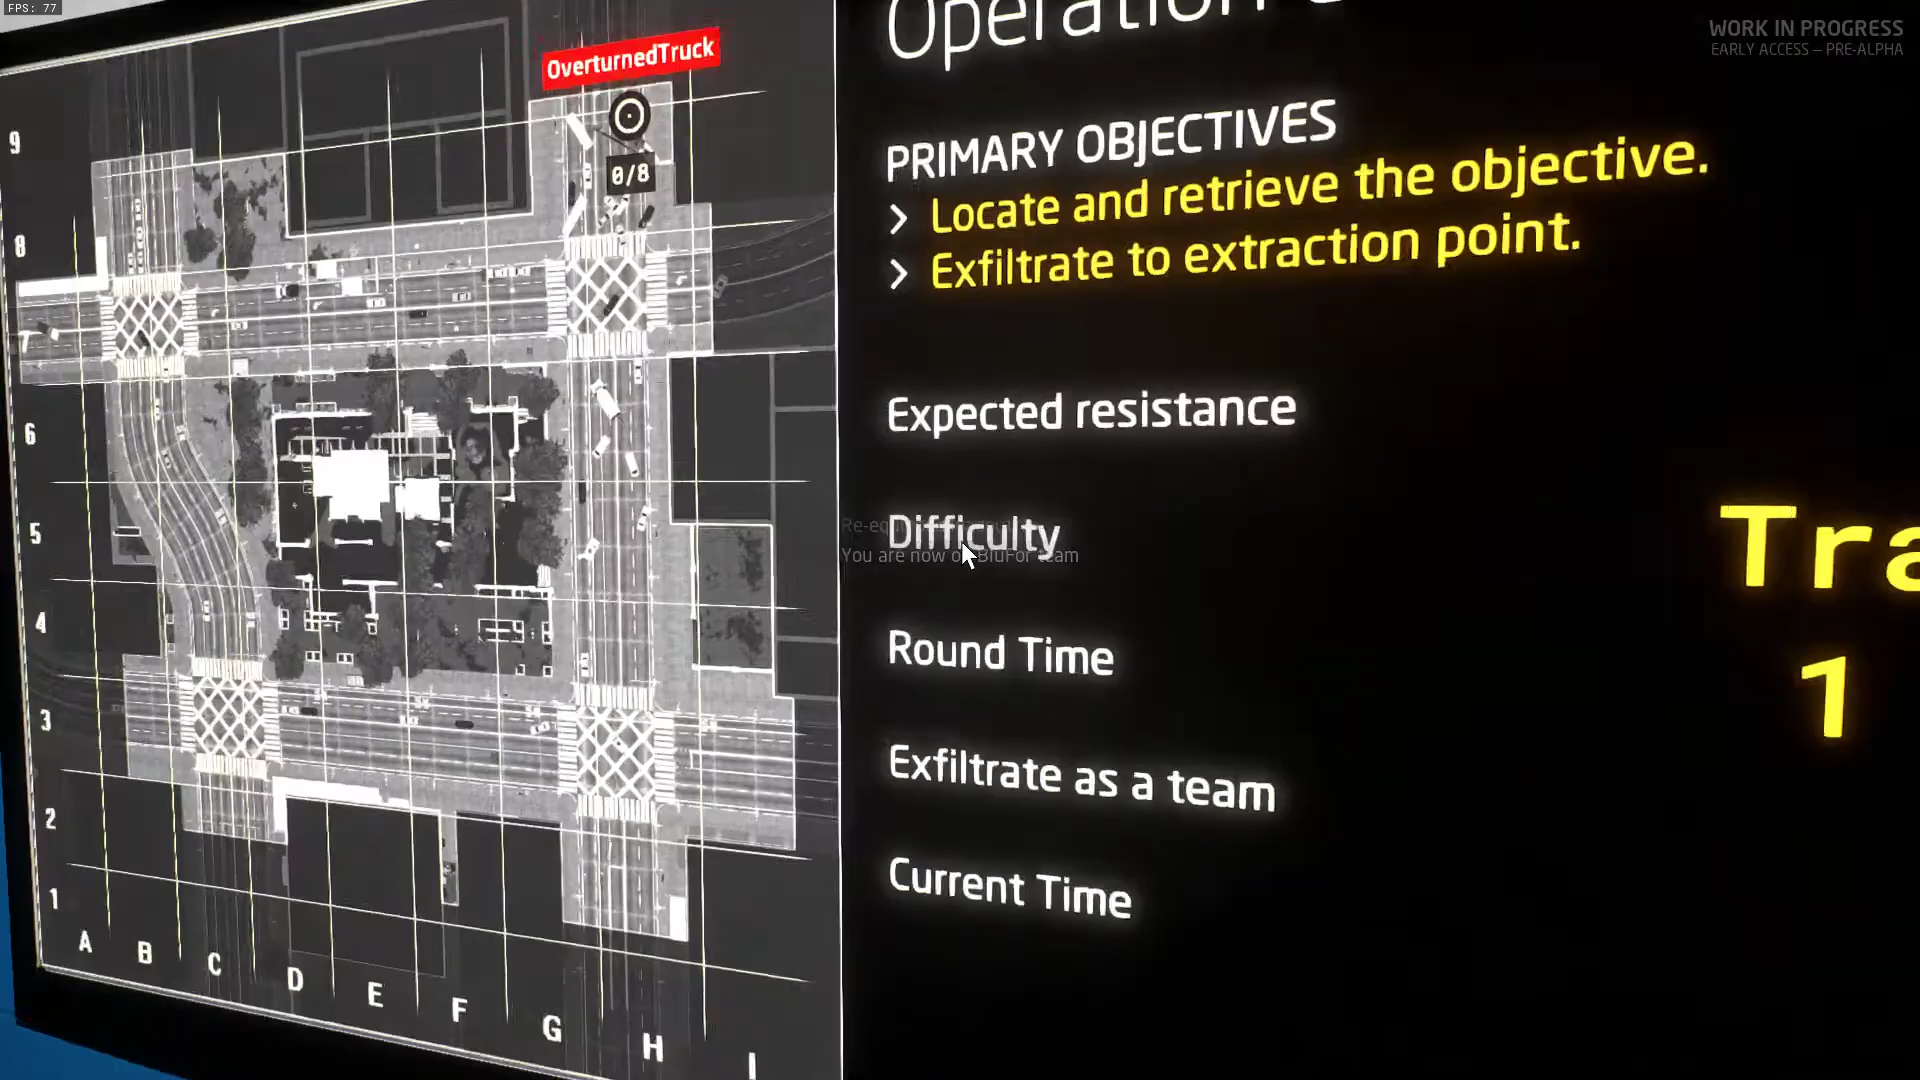 FPS: 77
WORK IN PROGRESS
EARLY ACCESS – PRE-ALPHA
OverturnedTruck
0/8
9
8
7
6
5
4
3
2
1
A B C D E F G H I
Operation
PRIMARY OBJECTIVES
> Locate and retrieve the objective.
> Exfiltrate to extraction point.
Expected resistance
Difficulty
You are now on BluFor team
Tra
Round Time
1
Exfiltrate as a team
Current Time